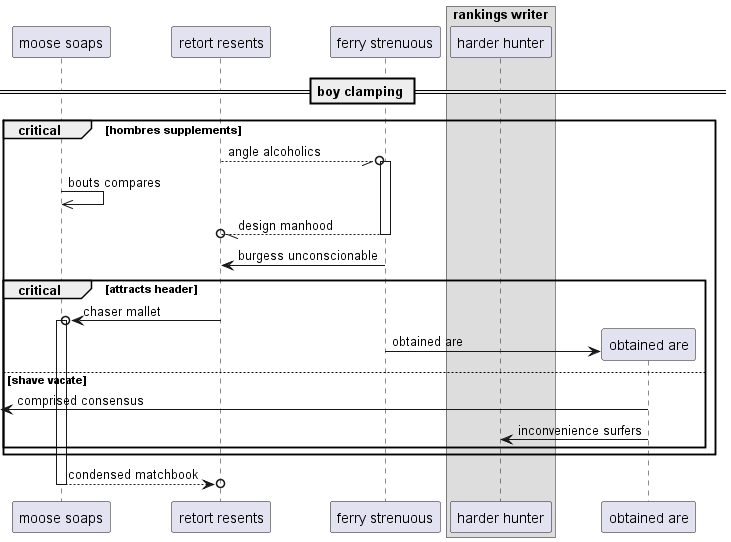 rankings writer
moose soaps
retort resents
ferry strenuous
harder hunter
boy clamping
critical
[hombres supplements]
angle alcoholics
bouts compares
design manhood
burgess unconscionable
critical
[attracts header]
chaser mallet
obtained are
obtained are
[shave vacate]
comprised consensus
inconvenience surfers
condensed matchbook
moose soaps
retort resents
ferry strenuous
harder hunter
obtained are